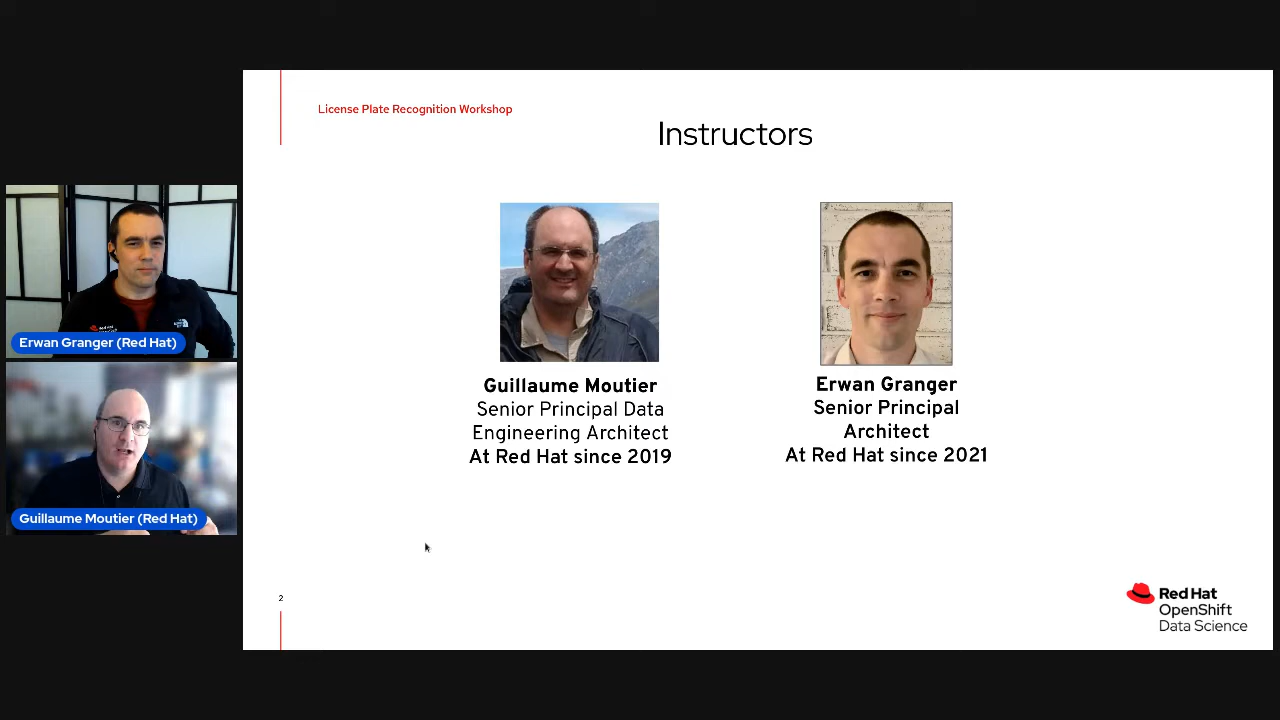 License Plate Recognition Workshop
Instructors
Erwan Granger (Red Hat)
Guillaume Moutier (Red Hat)
Guillaume Moutier
Senior Principal Data
Engineering Architect
At Red Hat since 2019
Erwan Granger
Senior Principal
Architect
At Red Hat since 2021
2
Red Hat
OpenShift
Data Science
Red Hat